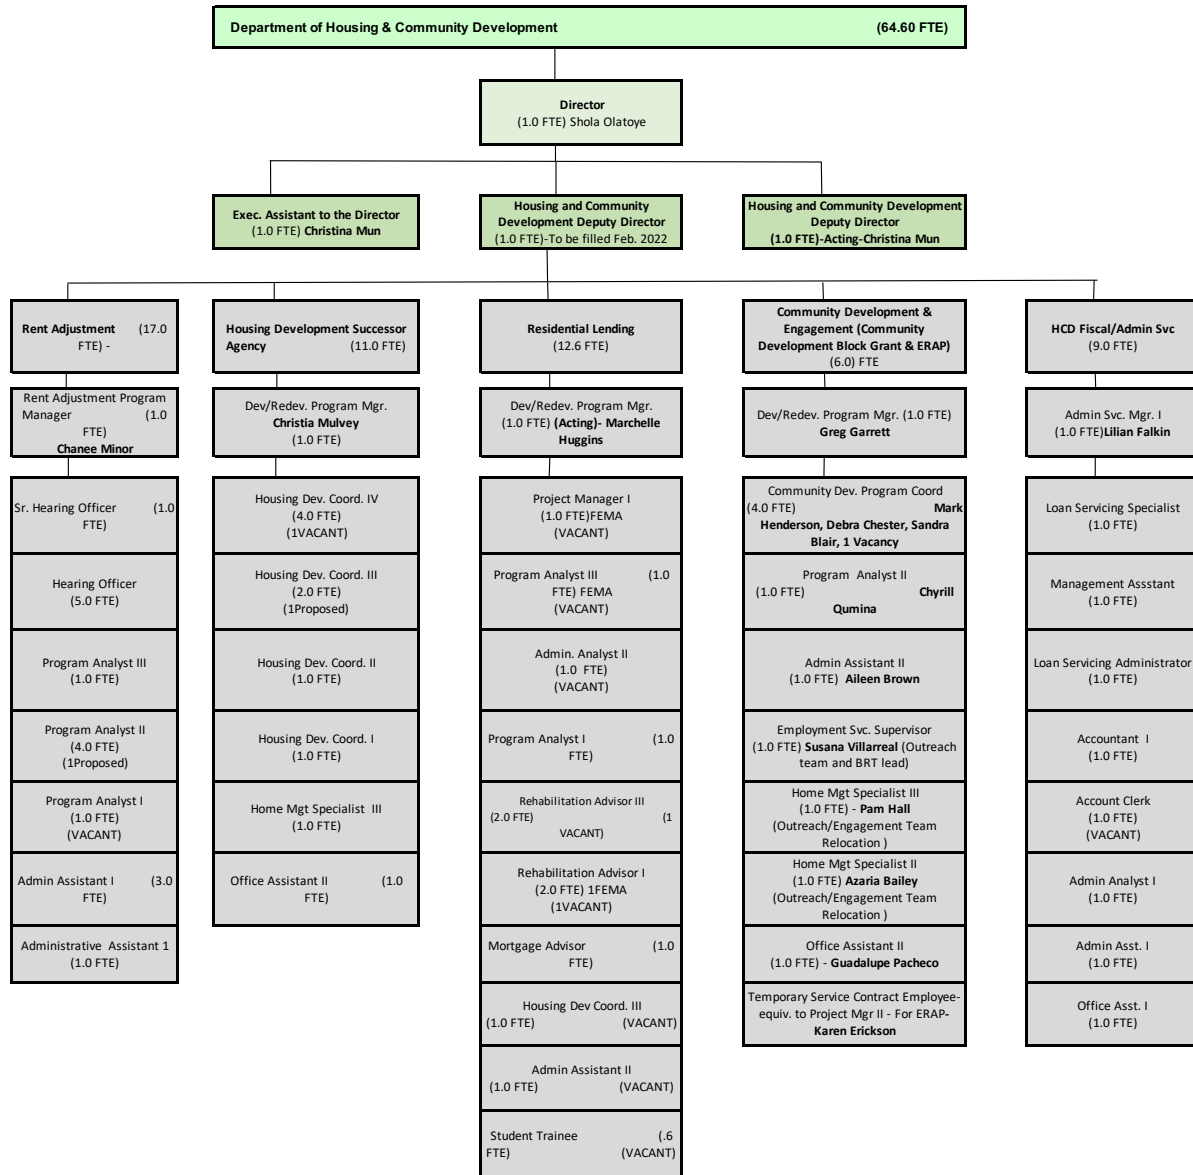 Department of Housing & Community Development (64.60 FTE)
Director
(1.0 FTE) Shola Olatoye
Exec. Assistant to the Director
(1.0 FTE) Christina Mun
Housing and Community
Development Deputy Director
(1.0 FTE)-To be filled Feb. 2022
Housing and Community Development
Deputy Director
(1.0 FTE)-Acting-Christina Mun
Rent Adjustment (17.0
FTE) -
Rent Adjustment Program
Manager (1.0
FTE)
Chanee Minor
Sr. Hearing Officer (1.0
FTE)
Hearing Officer
(5.0 FTE)
Program Analyst III
(1.0 FTE)
Program Analyst II
(4.0 FTE)
(1Proposed)
Program Analyst I
(1.0 FTE)
(VACANT)
Admin Assistant I (3.0
FTE)
Administrative Assistant 1
(1.0 FTE)
Housing Development Successor
Agency (11.0 FTE)
Dev/Redev. Program Mgr.
Christia Mulvey
(1.0 FTE)
Housing Dev. Coord. IV
(4.0 FTE)
(1VACANT)
Housing Dev. Coord. III
(2.0 FTE)
(1Proposed)
Housing Dev. Coord. II
(1.0 FTE)
Housing Dev. Coord. I
(1.0 FTE)
Home Mgt Specialist III
(1.0 FTE)
Office Assistant II (1.0
FTE)
Residential Lending
(12.6 FTE)
Dev/Redev. Program Mgr.
(1.0 FTE) (Acting)- Marchelle
Huggins
Project Manager I
(1.0 FTE)FEMA
(VACANT)
Program Analyst III (1.0
FTE) FEMA
(VACANT)
Admin. Analyst II
(1.0 FTE)
(VACANT)
Program Analyst I (1.0
FTE)
Rehabilitation Advisor III
(2.0 FTE) (1
VACANT)
Rehabilitation Advisor I
(2.0 FTE) 1FEMA
(1VACANT)
Mortgage Advisor (1.0
FTE)
Housing Dev Coord. III
(1.0 FTE) (VACANT)
Admin Assistant II
(1.0 FTE) (VACANT)
Student Trainee (.6
FTE) (VACANT)
Community Development &
Engagement (Community
Development Block Grant & ERAP)
(6.0) FTE
Dev/Redev. Program Mgr. (1.0 FTE)
Greg Garrett
Community Dev. Program Coord
(4.0 FTE) Mark
Henderson, Debra Chester, Sandra
Blair, 1 Vacancy
Program Analyst II
(1.0 FTE) Chyrill
Qumina
Admin Assistant II
(1.0 FTE) Aileen Brown
Employment Svc. Supervisor
(1.0 FTE) Susana Villarreal (Outreach
team and BRT lead)
Home Mgt Specialist III
(1.0 FTE) - Pam Hall
(Outreach/Engagement Team
Relocation )
Home Mgt Specialist II
(1.0 FTE) Azaria Bailey
(Outreach/Engagement Team
Relocation )
Office Assistant II
(1.0 FTE) - Guadalupe Pacheco
Temporary Service Contract Employee-
equiv. to Project Mgr II - For ERAP-
Karen Erickson
HCD Fiscal/Admin Svc
(9.0 FTE)
Admin Svc. Mgr. I
(1.0 FTE)Lilian Falkin
Loan Servicing Specialist
(1.0 FTE)
Management Assstant
(1.0 FTE)
Loan Servicing Administrator
(1.0 FTE)
Accountant I
(1.0 FTE)
Account Clerk
(1.0 FTE)
(VACANT)
Admin Analyst I
(1.0 FTE)
Admin Asst. I
(1.0 FTE)
Office Asst. I
(1.0 FTE)